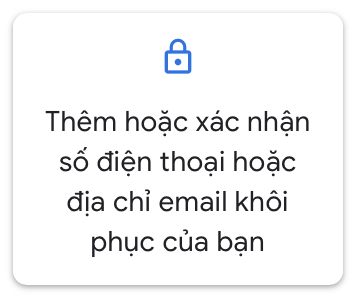 Thêm hoặc xác nhận
số điện thoại hoặc
địa chỉ email khôi
phục của bạn